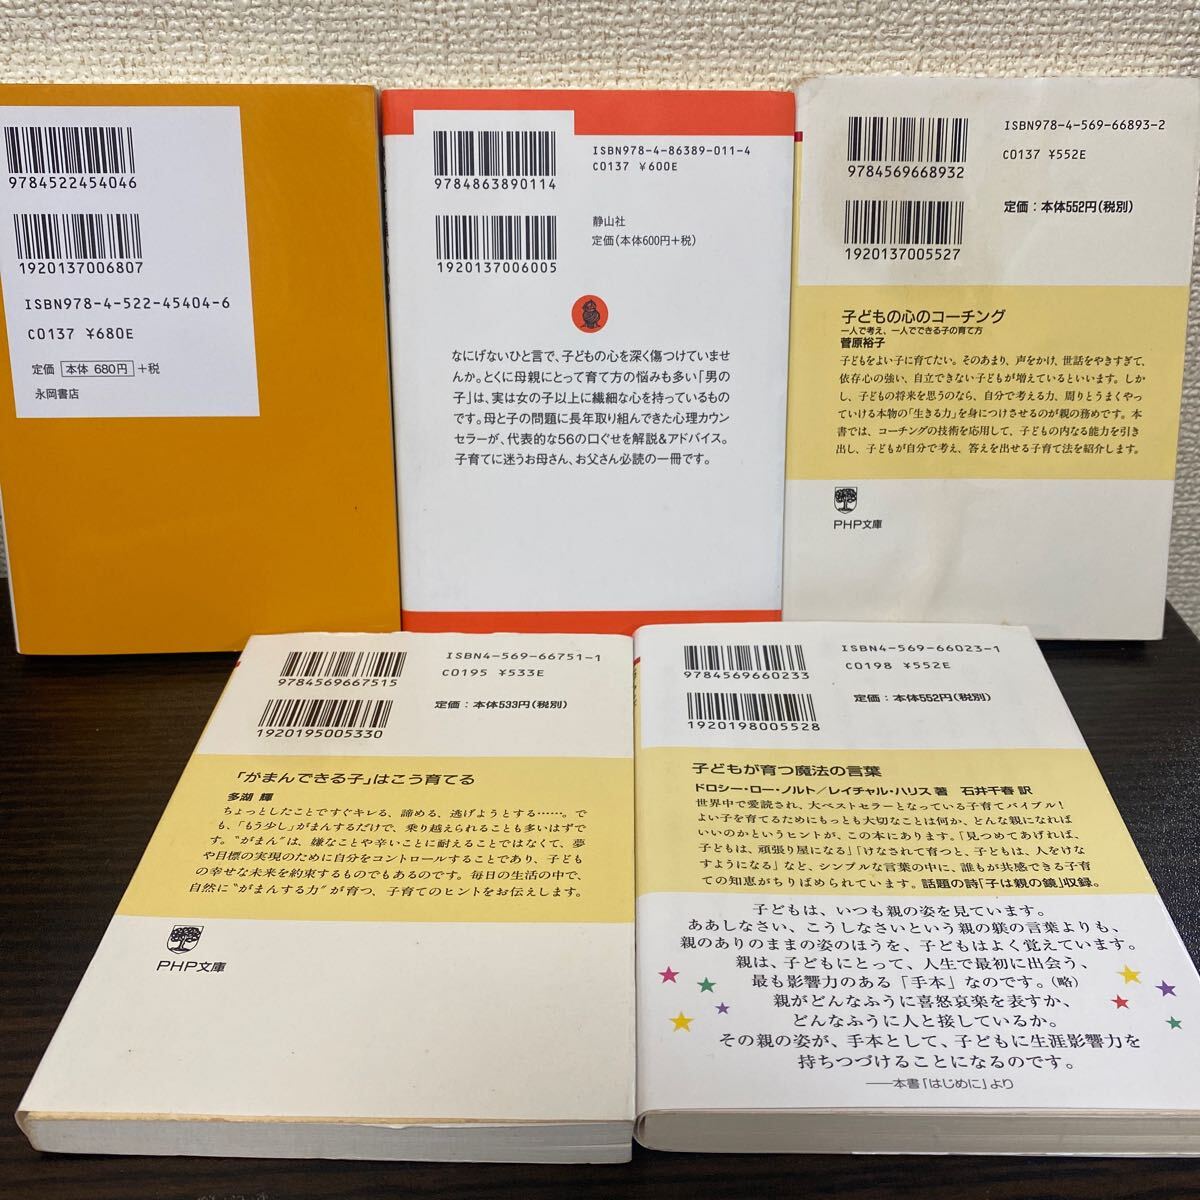 9784522454046
1920137006807
ISBN978-4-522-45404-6
C0137 ¥680E
定価 本体 680円 +税
永岡書店
9784863890114
ISBN978-4-86389-011-4
C0137 ¥600E
1920137006005
静山社
定価(本体600円+税)
なにげないひと言で、子どもの心を深く傷つけていませ
んか。とくに母親にとって育て方の悩みも多い「男の
子」は、実は女の子以上に繊細な心を持っているもの
です。母と子の問題に長年取り組んできた心理カウン
セラーが、代表的な56の口ぐせを解説&アドバイス。
子育てに迷うお母さん、お父さん必読の一冊です。
9784569668932
ISBN978-4-569-66893-2
C0137 ¥552E
1920137005527
定価:本体552円(税別)
子どもの心のコーチング
一人で考え、一人でできる子の育て方
菅原裕子
子どもをよい子に育てたい。そのあまり、声をかけ、世話をやきすぎて、
依存心の強い、自立できない子どもが増えているといいます。しか
し、子どもの将来を思うのなら、自分で考える力、周りとうまくやっ
ていける本物の「生きる力」を身につけさせるのが親の務めです。本
書では、コーチングの技術を応用して、子どもの内なる能力を引き
出し、子どもが自分で考え、答えを出せる子育て法を紹介します。
PHP文庫
9784569667515
ISBN4-569-66751-1
C0195 ¥533E
1920195005330
定価:本体533円(税別)
「がまんできる子」はこう育てる
多湖 輝
ちょっとしたことですぐキレる、諦める、逃げようとする……。で
も、「もう少し」がまんするだけで、乗り越えられることも多いはずで
す。“がまん”は、嫌なことや辛いことに耐えることではなくて、夢
や目標の実現のために自分をコントロールすることであり、子ども
の幸せな未来を約束するものでもあるのです。毎日の生活の中で、
自然に“がまんする力”が育つ、子育てのヒントをお伝えします。
PHP文庫
9784569660233
ISBN4-569-66023-1
C0198 ¥552E
1920198005528
定価:本体552円(税別)
子どもが育つ魔法の言葉
ドロシー・ロー・ノルト/レイチャル・ハリス 著 石井千春 訳
世界中で愛読され、大ベストセラーとなっている子育てバイブル!
よい子を育てるためにもっとも大切なことは何か、どんな親になれば
いいのかというヒントが、この本にあります。「見つめてあげれば、
子どもは、頑張り屋になる」「けなされて育つと、子どもは、人をけな
すようになる」など、シンプルな言葉の中に、誰もが共感できる子育
ての知恵がちりばめられています。話題の詩「子は親の鏡」収録。
子どもは、いつも親の姿を見ています。
ああしなさい、こうしなさいという親の躾の言葉よりも、
親のありのままの姿のほうを、子どもはよく覚えています。
親は、子どもにとって、人生で最初に出会う、
最も影響力のある「手本」なのです。(略)
親がどんなふうに喜怒哀楽を表すか、
どんなふうに人と接しているか。
その親の姿が、手本として、子どもに生涯影響力を
持ちつづけることになるのです。
――本書「はじめに」より